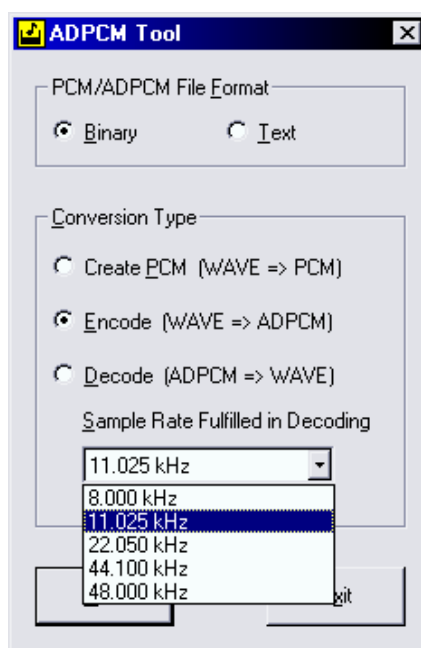 ADPCM Tool
PCM/ADPCM File Format
Binary Text
Conversion Type
Create PCM (WAVE => PCM)
Encode (WAVE => ADPCM)
Decode (ADPCM => WAVE)
Sample Rate Fulfilled in Decoding
11.025 kHz
8.000 kHz
11.025 kHz
22.050 kHz
44.100 kHz
48.000 kHz